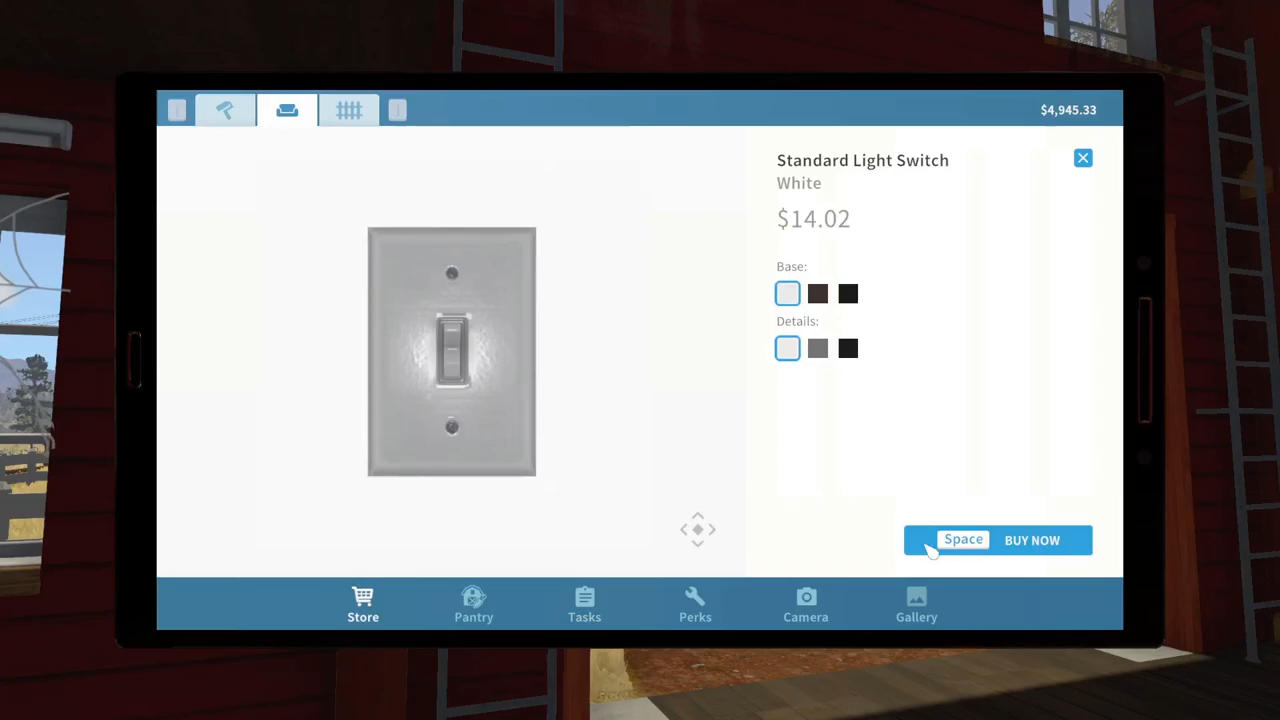 $4,945.33
Standard Light Switch
White
$14.02
Base:
Details:
Space BUY NOW
Store
Pantry
Tasks
Perks
Camera
Gallery